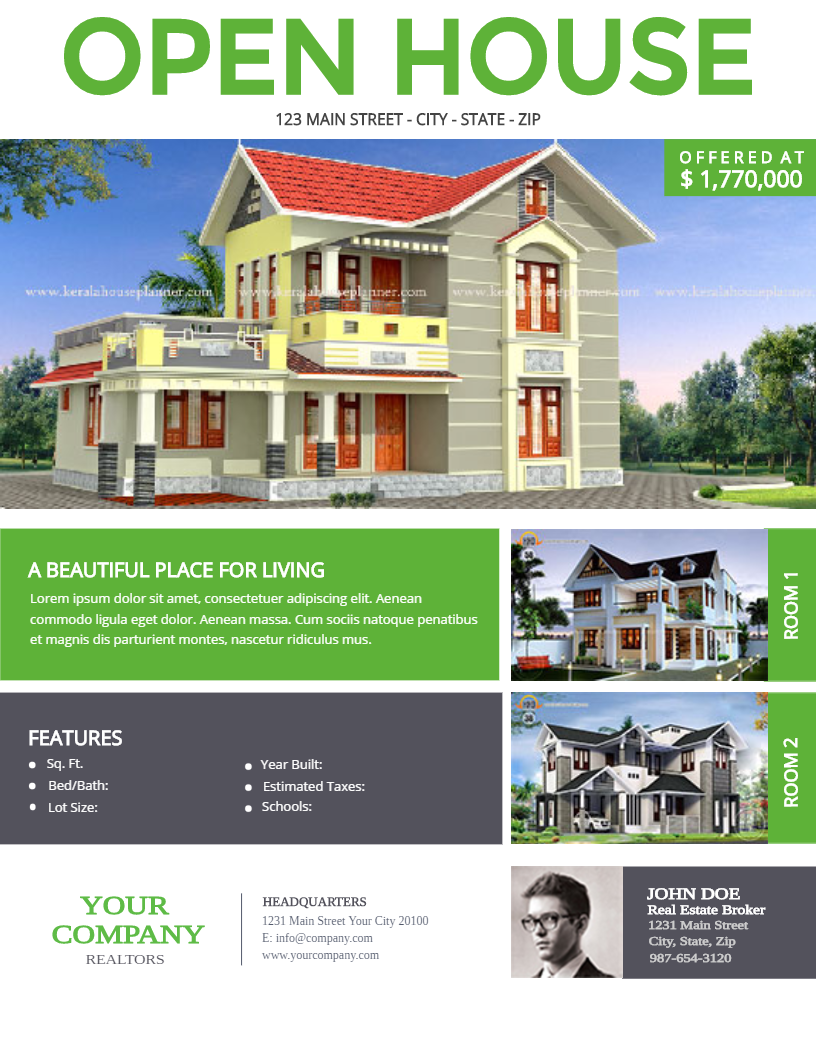 OPEN HOUSE
123 MAIN STREET - CITY - STATE - ZIP
OFFERED AT
$ 1,770,000
www.keralahouseplanner.com www.keralahouseplanner.com www.keralahouseplanner.com www.keralahouseplanner.com
A BEAUTIFUL PLACE FOR LIVING
Lorem ipsum dolor sit amet, consectetuer adipiscing elit. Aenean
commodo ligula eget dolor. Aenean massa. Cum sociis natoque penatibus
et magnis dis parturient montes, nascetur ridiculus mus.
ROOM 1
FEATURES
Sq. Ft.
Bed/Bath:
Lot Size:
Year Built:
Estimated Taxes:
Schools:
ROOM 2
YOUR
COMPANY
REALTORS
HEADQUARTERS
1231 Main Street Your City 20100
E: info@company.com
www.yourcompany.com
JOHN DOE
Real Estate Broker
1231 Main Street
City, State, Zip
987-654-3120